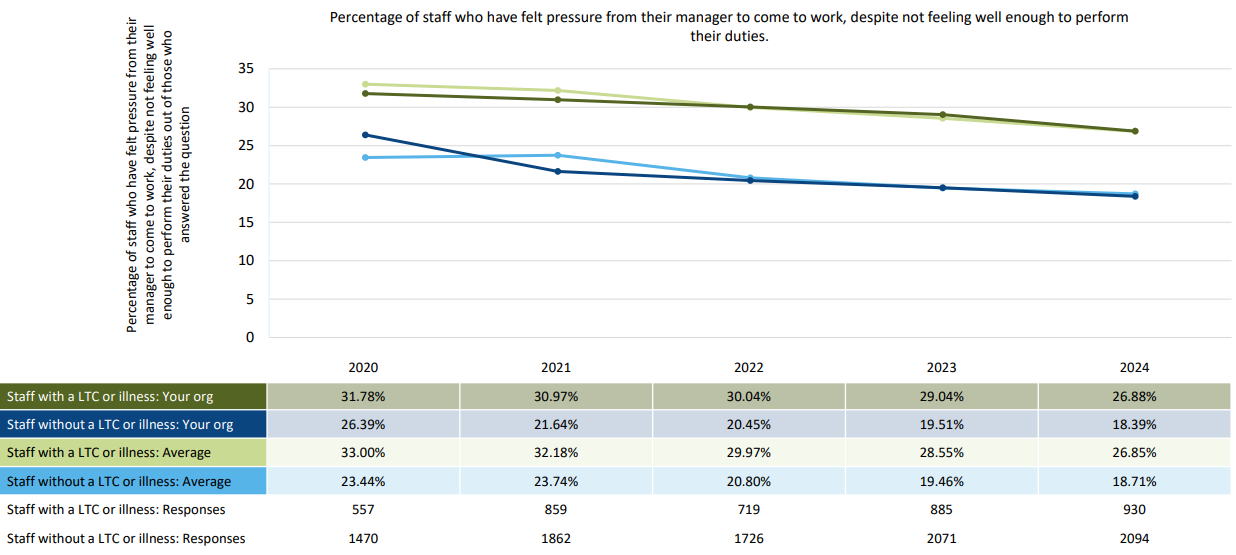 Percentage of staff who have felt pressure from their manager to come to work, despite not feeling well enough to perform
their duties.
Percentage of staff who have felt pressure from their
manager to come to work, despite not feeling well
enough to perform their duties out of those who
answered the question
35
30
25
20
15
10
5
0
2020 2021 2022 2023 2024
Staff with a LTC or illness: Your org 31.78% 30.97% 30.04% 29.04% 26.88%
Staff without a LTC or illness: Your org 26.39% 21.64% 20.45% 19.51% 18.39%
Staff with a LTC or illness: Average 33.00% 32.18% 29.97% 28.55% 26.85%
Staff without a LTC or illness: Average 23.44% 23.74% 20.80% 19.46% 18.71%
Staff with a LTC or illness: Responses 557 859 719 885 930
Staff without a LTC or illness: Responses 1470 1862 1726 2071 2094